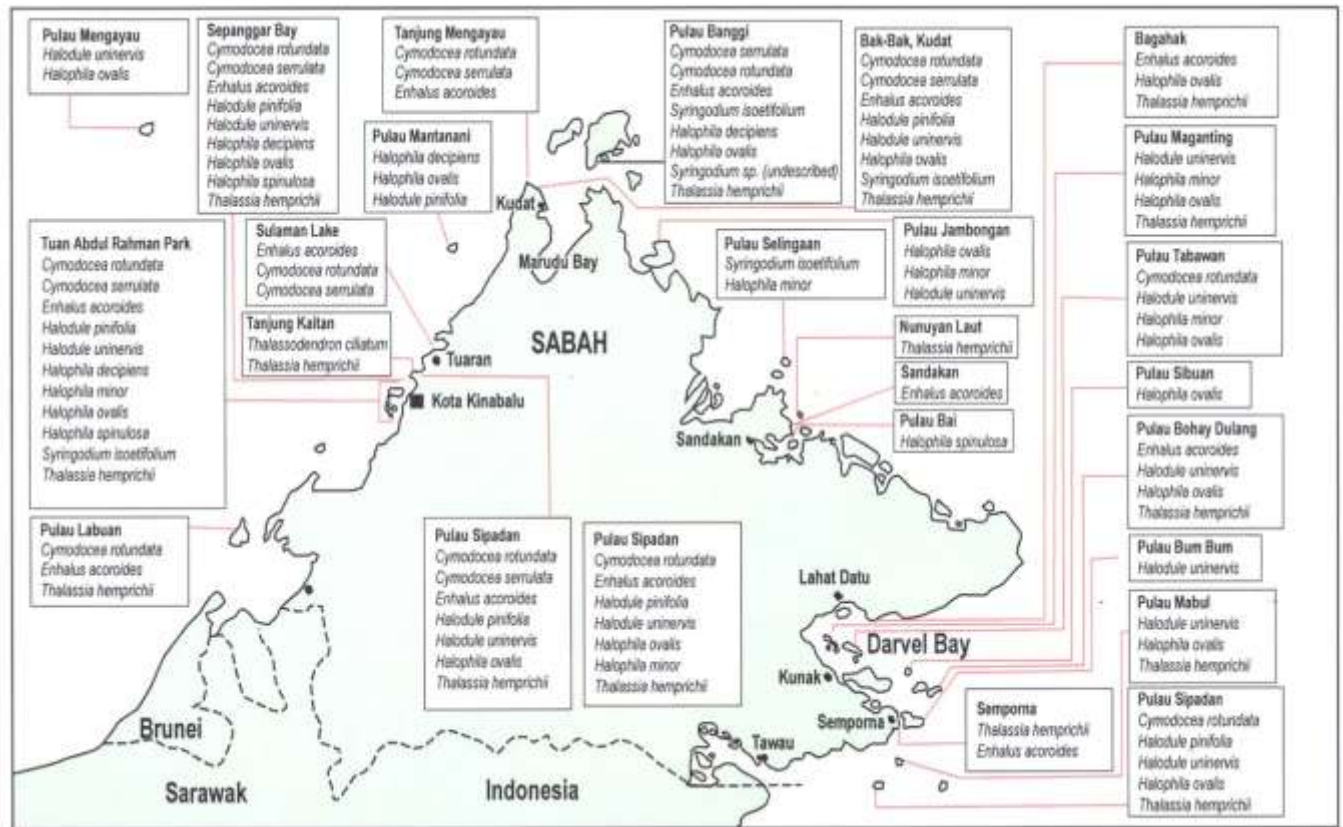 Pulau Mengayau
Halodule uninervis
Halophila ovalis
Sepanggar Bay
Cymodocea rotundata
Cymodocea serrulata
Enhalus acoroides
Halodule pinifolia
Halodule uninervis
Halophila decipiens
Halophila ovalis
Halophila spinulosa
Thalassia hemprichii
Tanjung Mengayau
Cymodocea rotundata
Cymodocea serrulata
Enhalus acoroides
Pulau Mantanani
Halophila decipiens
Halophila ovalis
Halodule pinifolia
Pulau Banggi
Cymodocea serrulata
Cymodocea rotundata
Enhalus acoroides
Syringodium isoetifolium
Halophila decipiens
Halophila ovalis
Syringodium sp. (undescribed)
Thalassia hemprichii
Bak-Bak, Kudat
Cymodocea rotundata
Cymodocea serrulata
Enhalus acoroides
Halodule pinifolia
Halodule uninervis
Halophila ovalis
Syringodium isoetifolium
Thalassia hemprichii
Bagahak
Enhalus acoroides
Halophila ovalis
Thalassia hemprichii
Pulau Maganting
Halodule uninervis
Halophila minor
Halophila ovalis
Thalassia hemprichii
Tuan Abdul Rahman Park
Cymodocea rotundata
Cymodocea serrulata
Enhalus acoroides
Halodule pinifolia
Halodule uninervis
Halophila decipiens
Halophila minor
Halophila ovalis
Halophila spinulosa
Syringodium isoetifolium
Thalassia hemprichii
Sulaman Lake
Enhalus acoroides
Cymodocea rotundata
Cymodocea serrulata
Tanjung Kaitan
Thalassodendron ciliatum
Thalassia hemprichii
Kudat
Marudu Bay
SABAH
Tuaran
Kota Kinabalu
Pulau Selingaan
Syringodium isoetifolium
Halophila minor
Pulau Jambongan
Halophila ovalis
Halophila minor
Halodule uninervis
Nunuyan Laut
Thalassia hemprichii
Sandakan
Enhalus acoroides
Pulau Bai
Halophila spinulosa
Sandakan
Pulau Tabawan
Cymodocea rotundata
Halodule uninervis
Halophila minor
Halophila ovalis
Pulau Sibuan
Halophila ovalis
Pulau Bohay Dulang
Enhalus acoroides
Halodule uninervis
Halophila ovalis
Thalassia hemprichii
Pulau Bum Bum
Halodule uninervis
Pulau Mabul
Halodule uninervis
Halophila ovalis
Thalassia hemprichii
Pulau Sipadan
Cymodocea rotundata
Halodule pinifolia
Halodule uninervis
Halophila ovalis
Thalassia hemprichii
Pulau Labuan
Cymodocea rotundata
Enhalus acoroides
Thalassia hemprichii
Pulau Sipadan
Cymodocea rotundata
Cymodocea serrulata
Enhalus acoroides
Halodule pinifolia
Halodule uninervis
Halophila ovalis
Thalassia hemprichii
Pulau Sipadan
Cymodocea rotundata
Enhalus acoroides
Halodule pinifolia
Halodule uninervis
Halophila ovalis
Halophila minor
Thalassia hemprichii
Lahat Datu
Darvel Bay
Kunak
Semporna
Tawau
Semporna
Thalassia hemprichii
Enhalus acoroides
Brunei
Sarawak
Indonesia